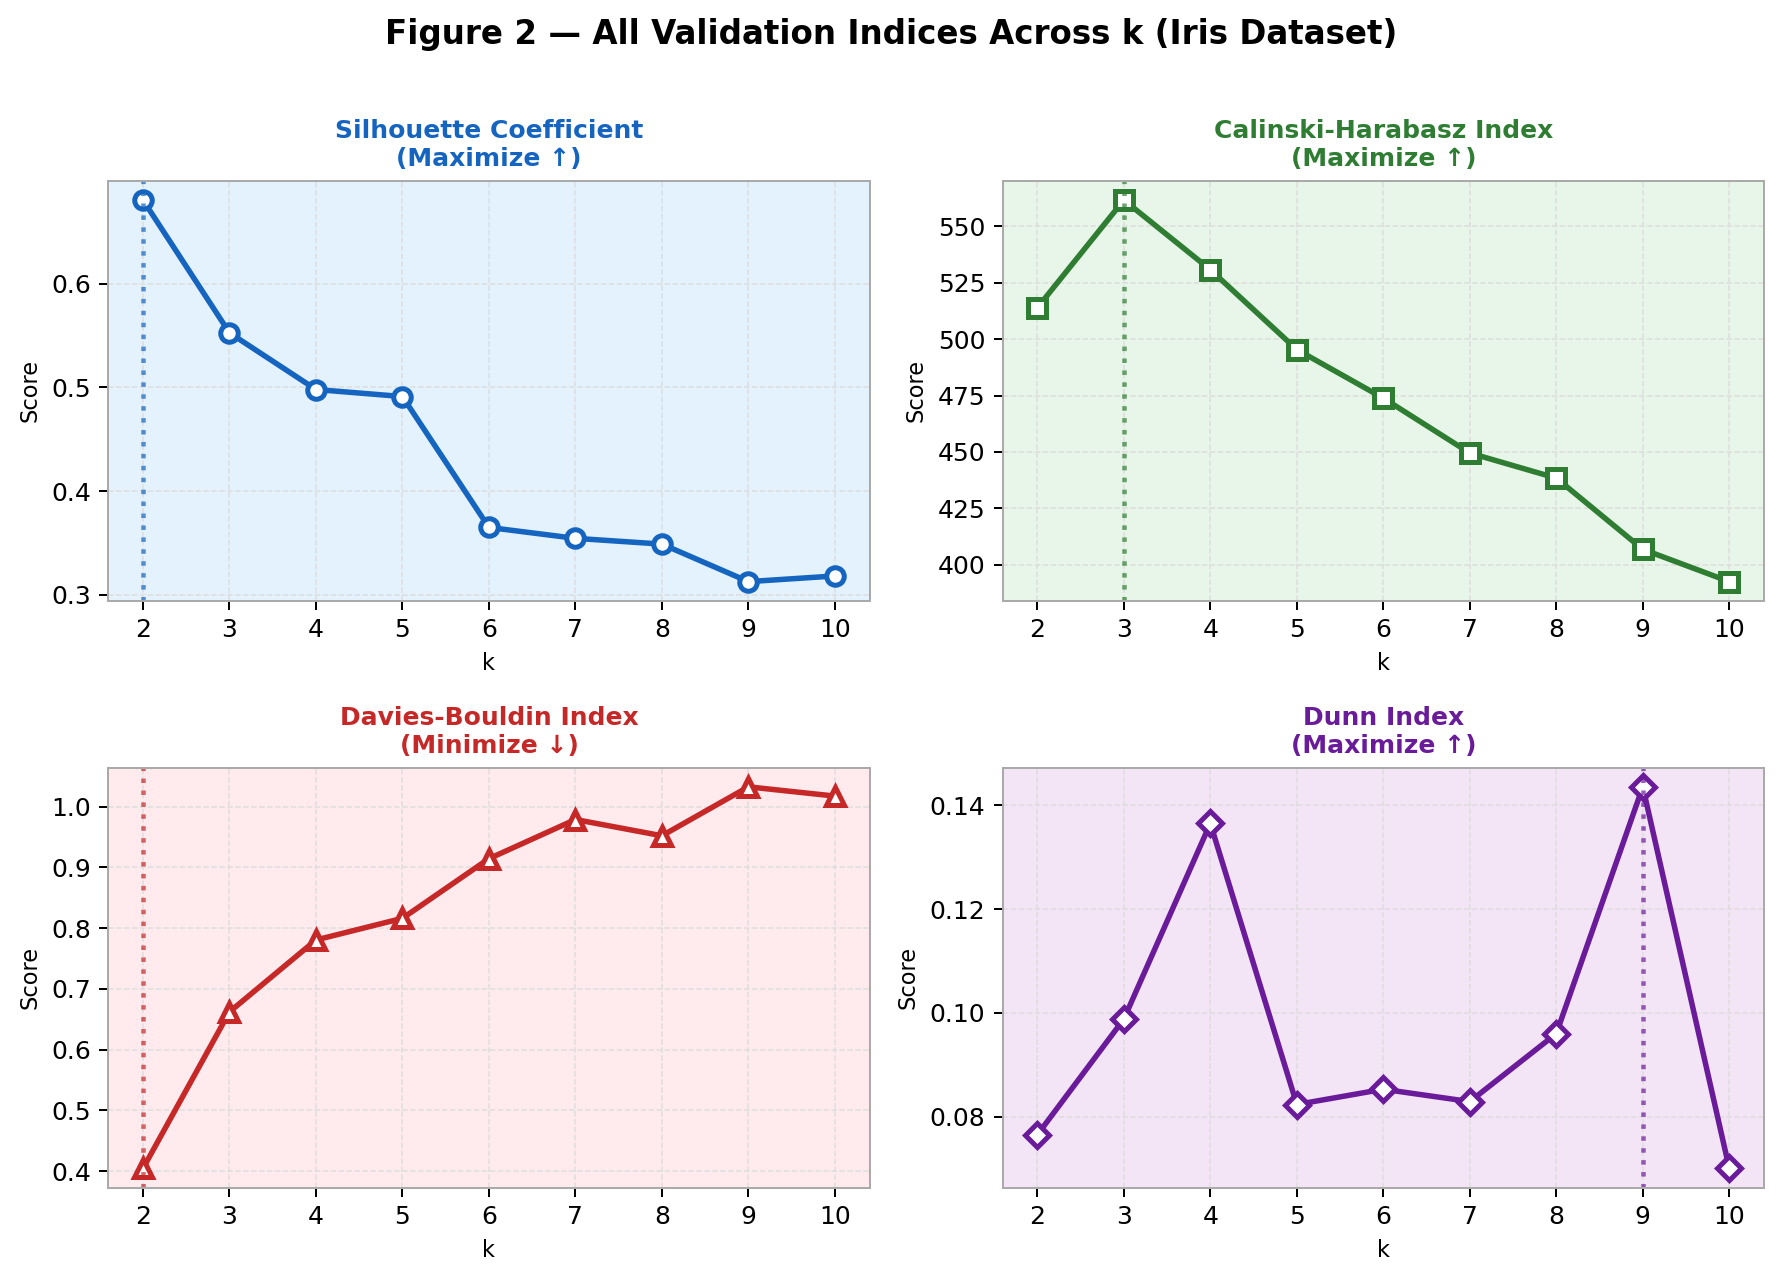 Figure 2 — All Validation Indices Across k (Iris Dataset)
Silhouette Coefficient
(Maximize ↑)
Score
0.6
0.5
0.4
0.3
2 3 4 5 6 7 8 9 10
k
Calinski-Harabasz Index
(Maximize ↑)
Score
550
525
500
475
450
425
400
2 3 4 5 6 7 8 9 10
k
Davies-Bouldin Index
(Minimize ↓)
Score
1.0
0.9
0.8
0.7
0.6
0.5
0.4
2 3 4 5 6 7 8 9 10
k
Dunn Index
(Maximize ↑)
Score
0.14
0.12
0.10
0.08
2 3 4 5 6 7 8 9 10
k